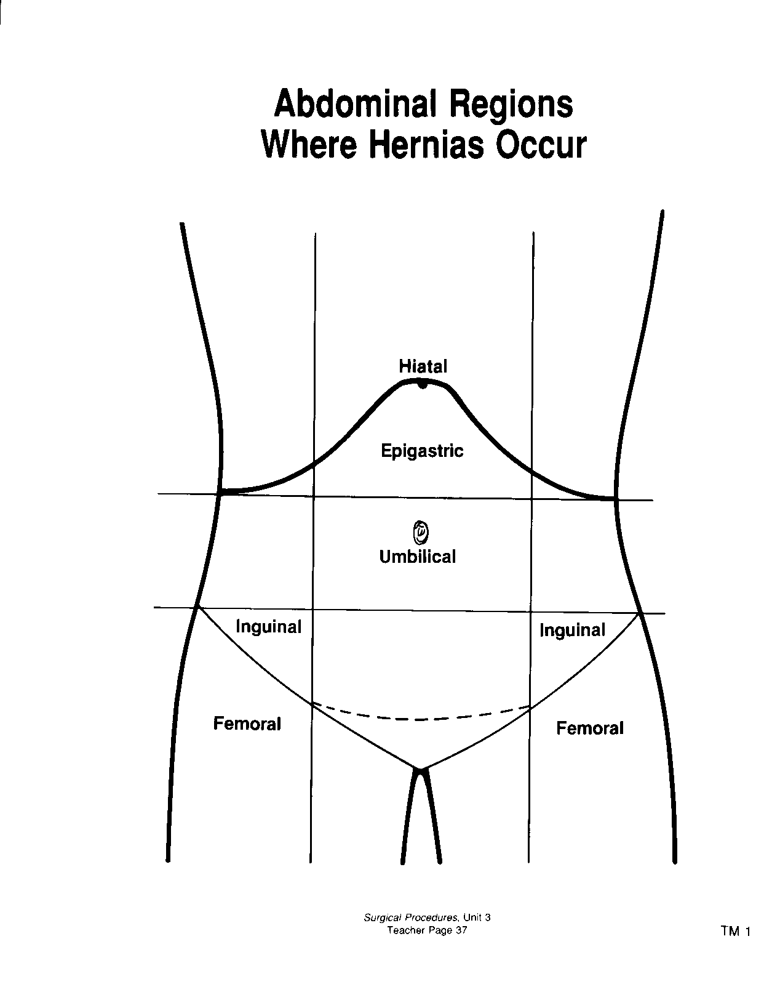 Abdominal Regions
Where Hernias Occur
Hiatal
Epigastric
Umbilical
Inguinal
Inguinal
Femoral
Femoral
Surgical Procedures, Unit 3
Teacher Page 37
TM 1